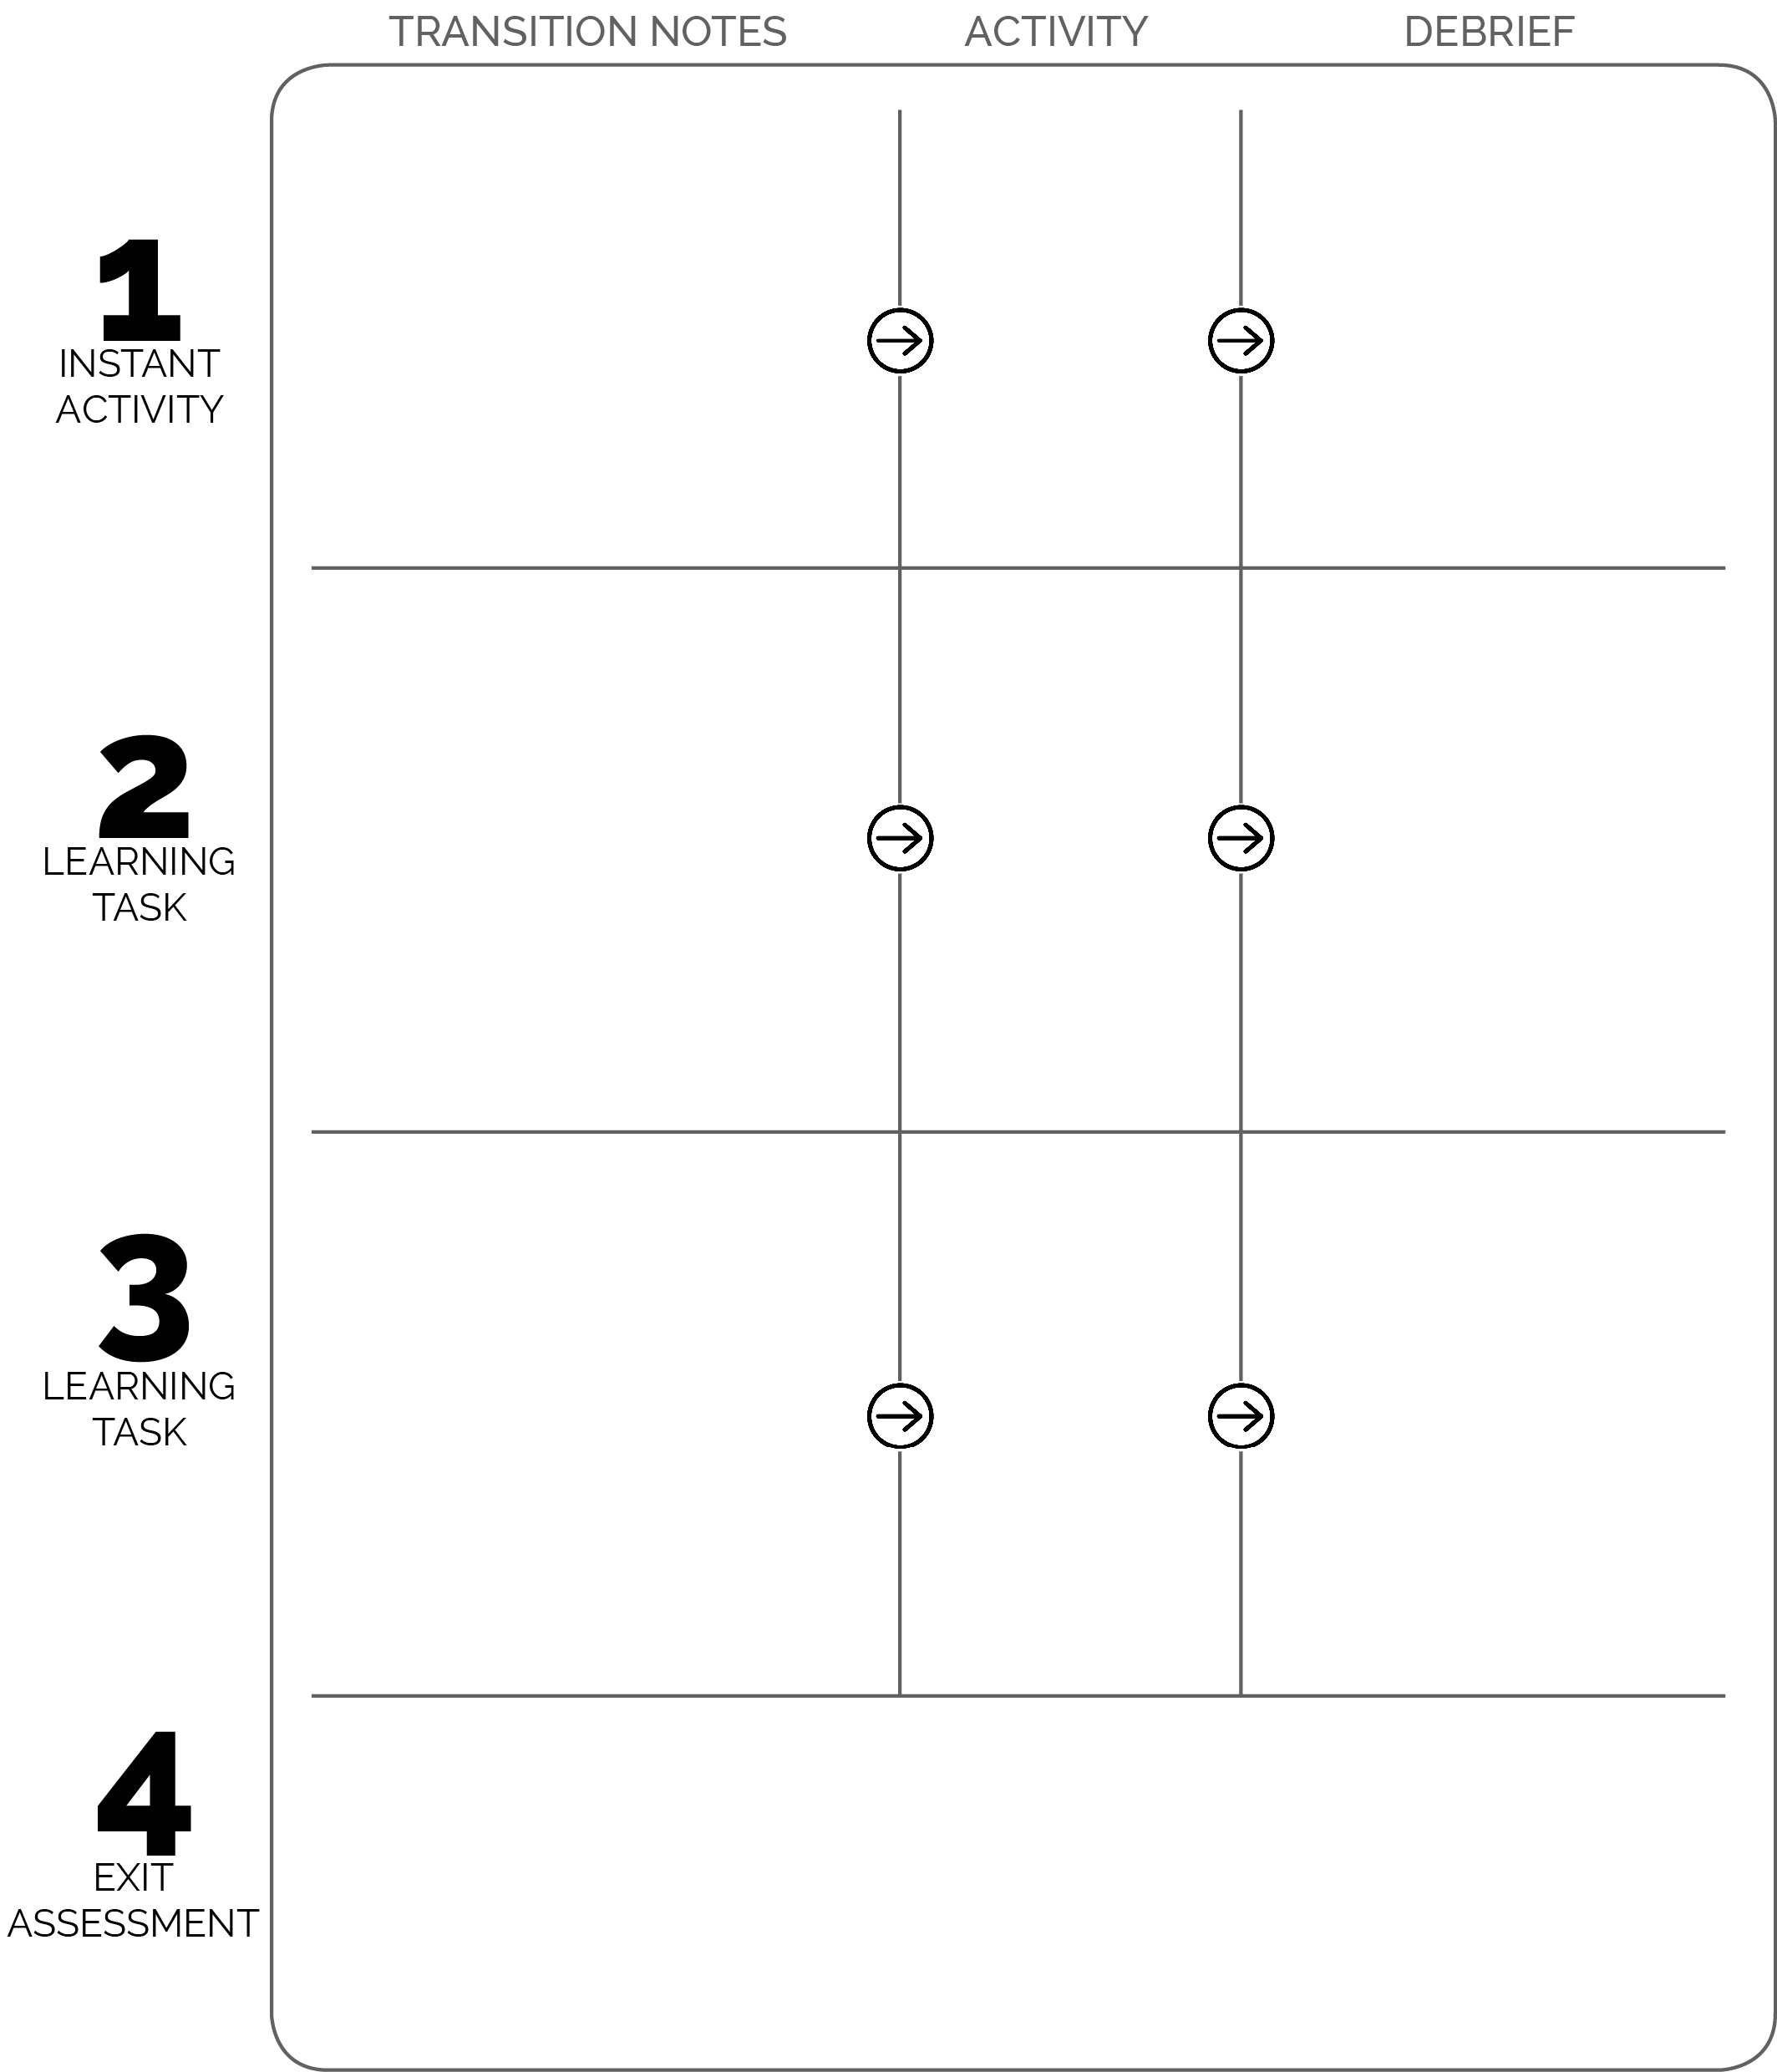 TRANSITION NOTES ACTIVITY DEBRIEF
1
INSTANT
ACTIVITY
2
LEARNING
TASK
3
LEARNING
TASK
4
EXIT
ASSESSMENT